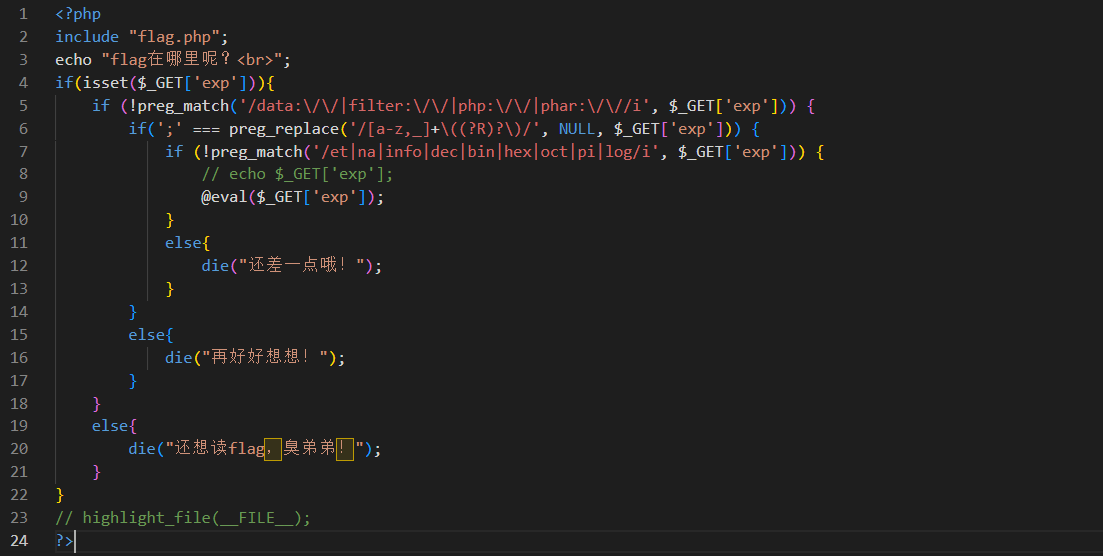 1 <?php
2 include "flag.php";
3 echo "flag在哪里呢？<br>";
4 if(isset($_GET['exp'])){
5 if (!preg_match('/data:\/\/|filter:\/\/|php:\/\/|phar:\/\//i', $_GET['exp'])) {
6 if(';' === preg_replace('/[a-z,_]+\((?R)?\)/', NULL, $_GET['exp'])) {
7 if (!preg_match('/et|na|info|dec|bin|hex|oct|pi|log/i', $_GET['exp'])) {
8 // echo $_GET['exp'];
9 @eval($_GET['exp']);
10 }
11 else{
12 die("还差一点哦！");
13 }
14 }
15 else{
16 die("再好好想想！");
17 }
18 }
19 else{
20 die("还想读flag，臭弟弟！");
21 }
22 }
23 // highlight_file(__FILE__);
24 ?>